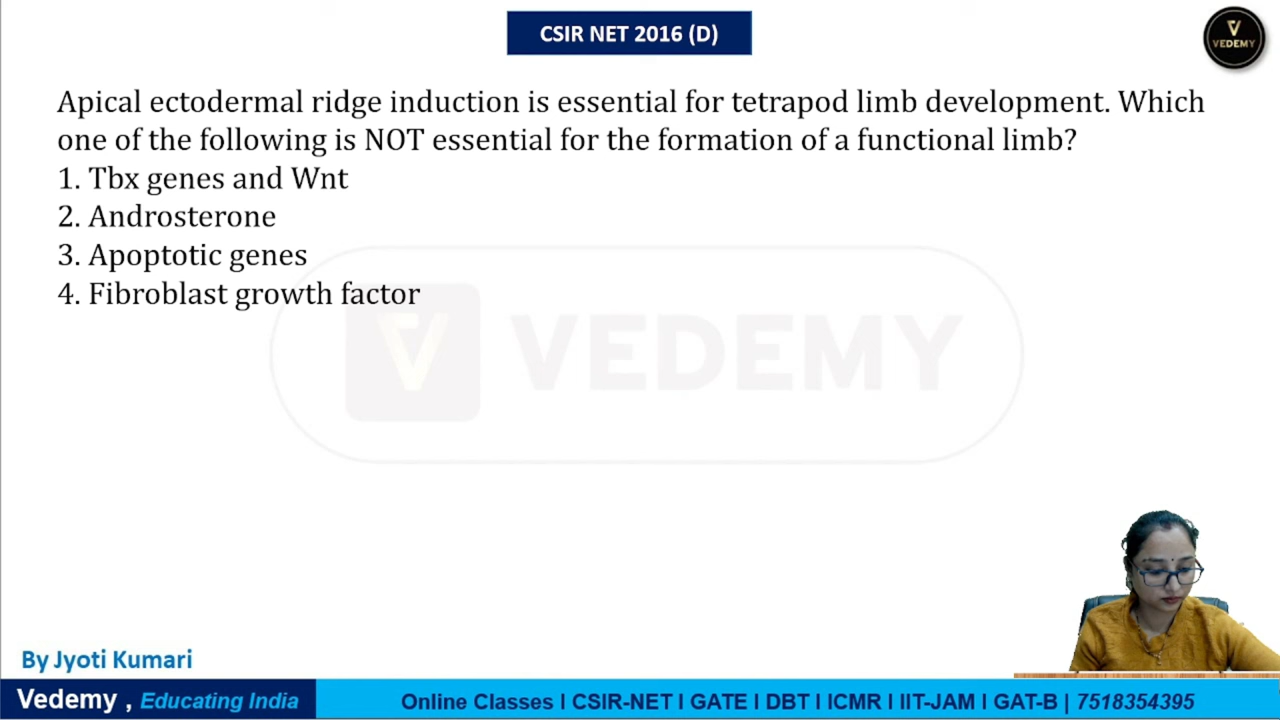 CSIR NET 2016 (D)
VEDEMY
Apical ectodermal ridge induction is essential for tetrapod limb development. Which
one of the following is NOT essential for the formation of a functional limb?
1. Tbx genes and Wnt
2. Androsterone
3. Apoptotic genes
4. Fibroblast growth factor
VEDEMY
By Jyoti Kumari
Vedemy , Educating India
Online Classes I CSIR-NET I GATE I DBT I ICMR I IIT-JAM I GAT-B | 7518354395